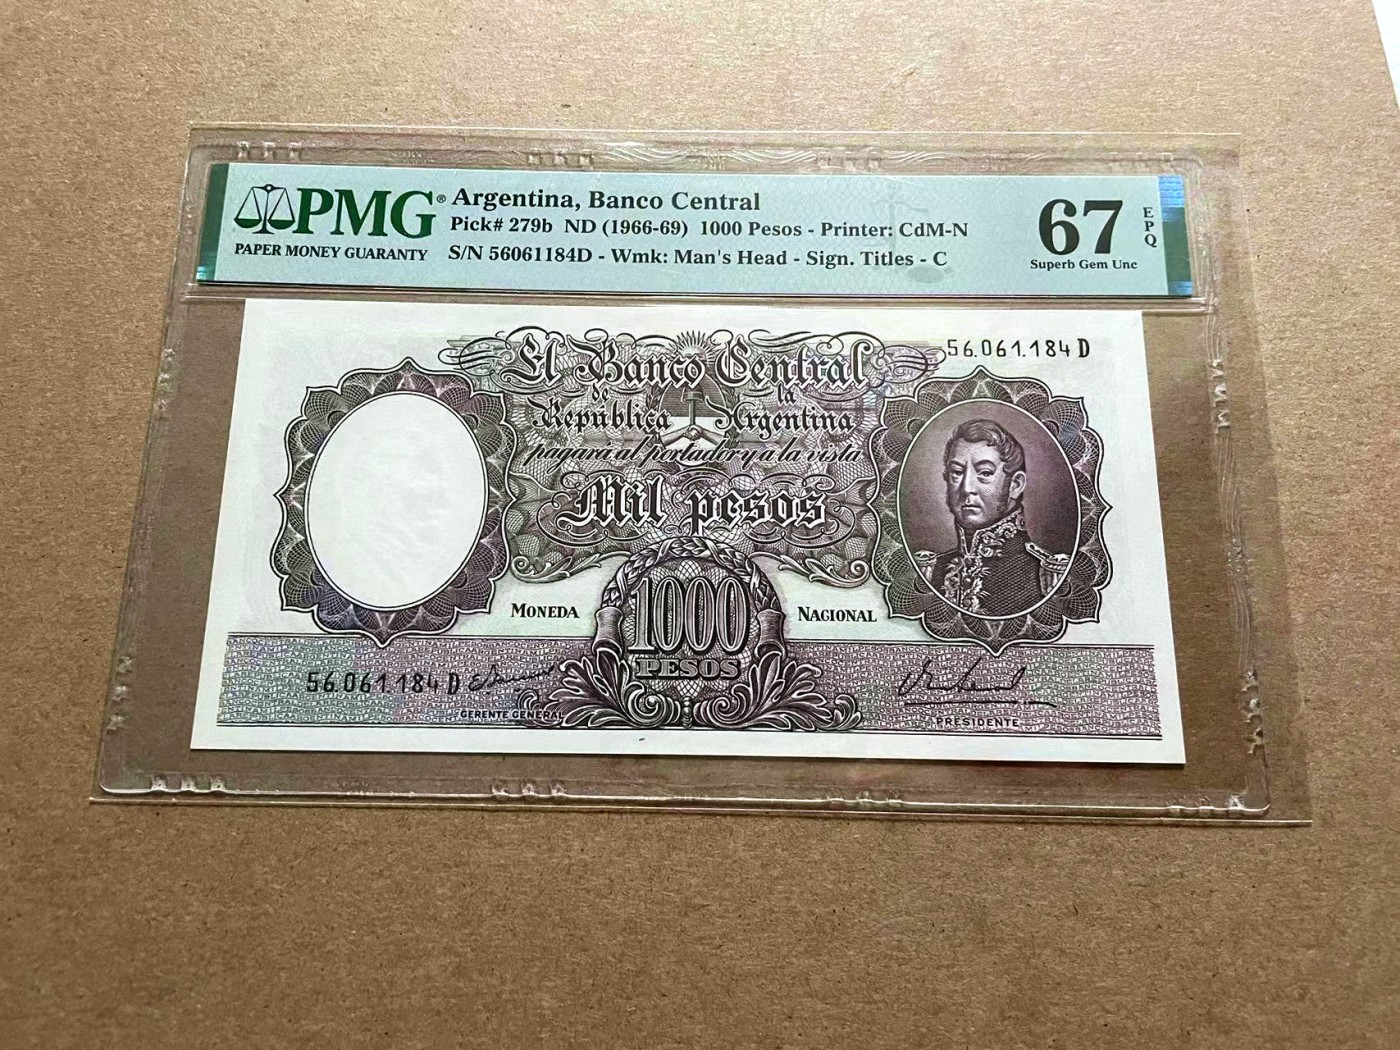 PMG®
PAPER MONEY GUARANTY
Argentina, Banco Central
Pick# 279b ND (1966-69) 1000 Pesos - Printer: CdM-N
S/N 56061184D - Wmk: Man's Head - Sign. Titles - C
67
EPQ
Superb Gem Unc
56.061.184 D
El Banco Central
de la
República Argentina
pagará al portador y a la vista
Mil pesos
MONEDA NACIONAL
1000
PESOS
56.061.184 D
GERENTE GENERAL
PRESIDENTE